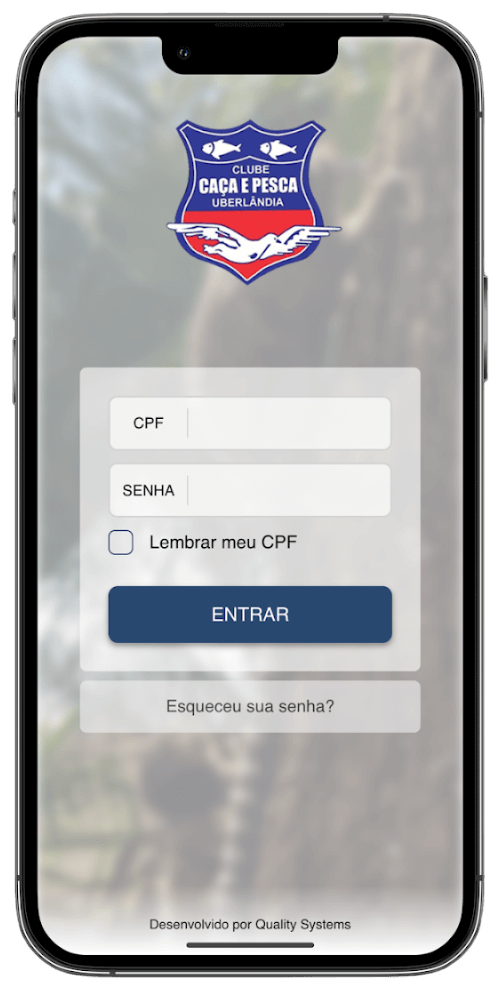 CLUBE
CAÇA E PESCA
UBERLÂNDIA
CPF
SENHA
Lembrar meu CPF
ENTRAR
Esqueceu sua senha?
Desenvolvido por Quality Systems